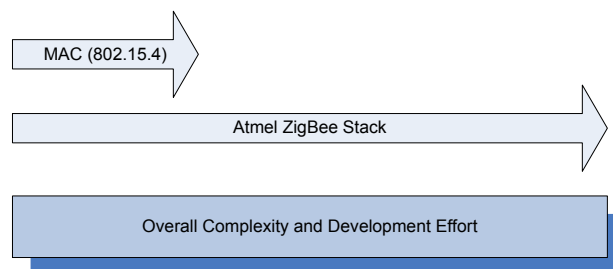 MAC (802.15.4)
Atmel ZigBee Stack
Overall Complexity and Development Effort